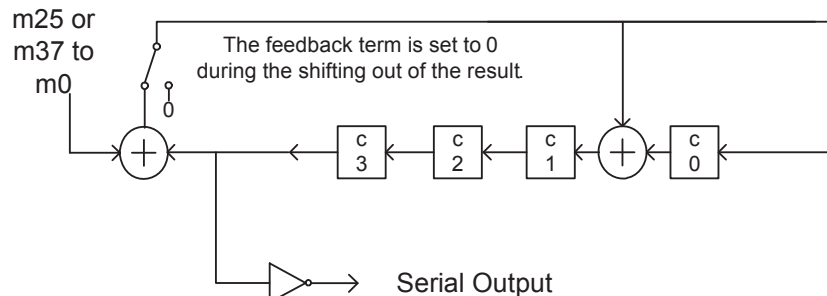 m25 or
m37 to
m0
The feedback term is set to 0
during the shifting out of the result.
0
c
3
c
2
c
1
c
0
Serial Output